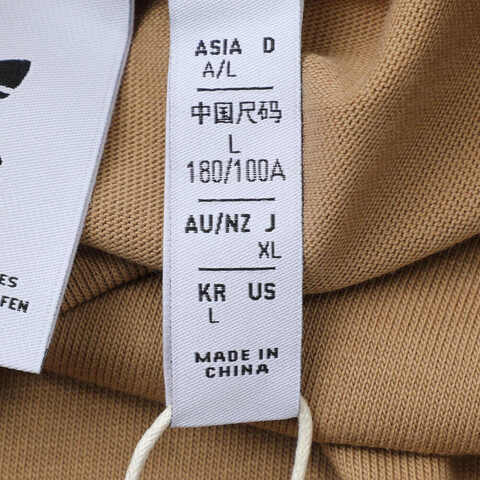 ASIA D
A/L
中国尺码
L
180/100A
AU/NZ J
XL
KR US
L
MADE IN
CHINA
ES
FEN